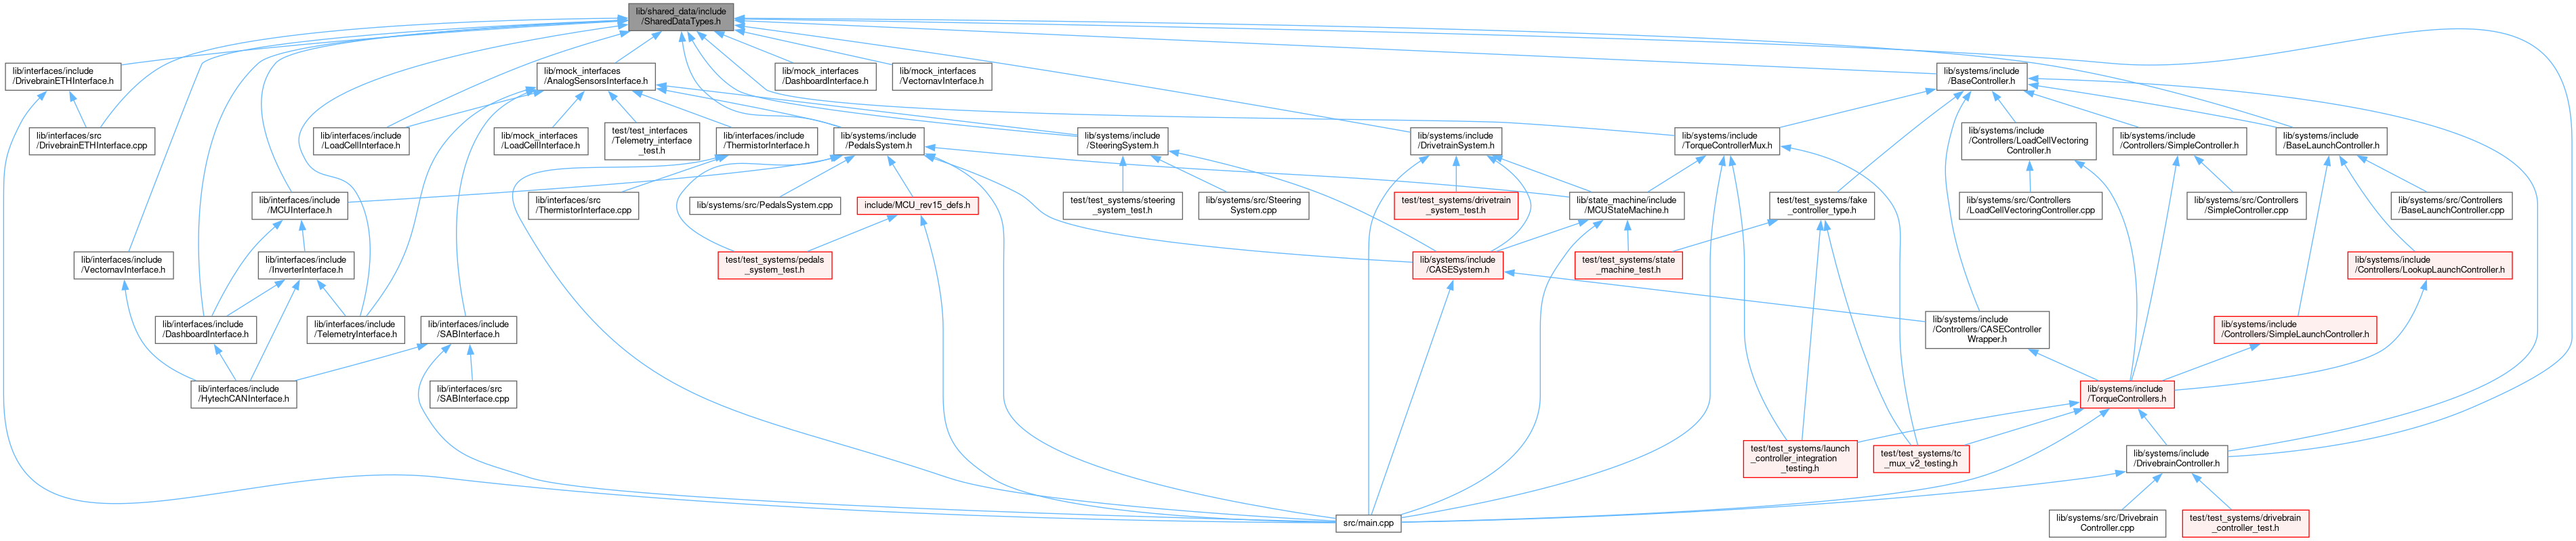 lib/shared_data/include
/SharedDataTypes.h
lib/interfaces/include
/DrivebrainETHInterface.h
lib/mock_interfaces
/AnalogSensorsInterface.h
lib/mock_interfaces
/DashboardInterface.h
lib/mock_interfaces
/VectornavInterface.h
lib/systems/include
/BaseController.h
lib/interfaces/src
/DrivebrainETHInterface.cpp
lib/interfaces/include
/LoadCellInterface.h
lib/mock_interfaces
/LoadCellInterface.h
test/test_interfaces
/Telemetry_interface
_test.h
lib/interfaces/include
/ThermistorInterface.h
lib/systems/include
/PedalsSystem.h
lib/systems/include
/SteeringSystem.h
lib/systems/include
/DrivetrainSystem.h
lib/systems/include
/TorqueControllerMux.h
lib/systems/include
/Controllers/LoadCellVectoring
Controller.h
lib/systems/include
/Controllers/SimpleController.h
lib/systems/include
/BaseLaunchController.h
lib/interfaces/include
/MCUInterface.h
lib/interfaces/src
/ThermistorInterface.cpp
lib/systems/src/PedalsSystem.cpp
include/MCU_rev15_defs.h
test/test_systems/steering
_system_test.h
lib/systems/src/Steering
System.cpp
test/test_systems/drivetrain
_system_test.h
lib/state_machine/include
/MCUStateMachine.h
test/test_systems/fake
_controller_type.h
lib/systems/src/Controllers
/LoadCellVectoringController.cpp
lib/systems/src/Controllers
/SimpleController.cpp
lib/systems/src/Controllers
/BaseLaunchController.cpp
lib/interfaces/include
/VectornavInterface.h
lib/interfaces/include
/InverterInterface.h
test/test_systems/pedals
_system_test.h
lib/systems/include
/CASESystem.h
test/test_systems/state
_machine_test.h
lib/systems/include
/Controllers/LookupLaunchController.h
lib/interfaces/include
/DashboardInterface.h
lib/interfaces/include
/TelemetryInterface.h
lib/interfaces/include
/SABInterface.h
lib/systems/include
/Controllers/CASEController
Wrapper.h
lib/systems/include
/Controllers/SimpleLaunchController.h
lib/interfaces/include
/HytechCANInterface.h
lib/interfaces/src
/SABInterface.cpp
lib/systems/include
/TorqueControllers.h
test/test_systems/launch
_controller_integration
_testing.h
test/test_systems/tc
_mux_v2_testing.h
lib/systems/include
/DrivebrainController.h
src/main.cpp
lib/systems/src/Drivebrain
Controller.cpp
test/test_systems/drivebrain
_controller_test.h